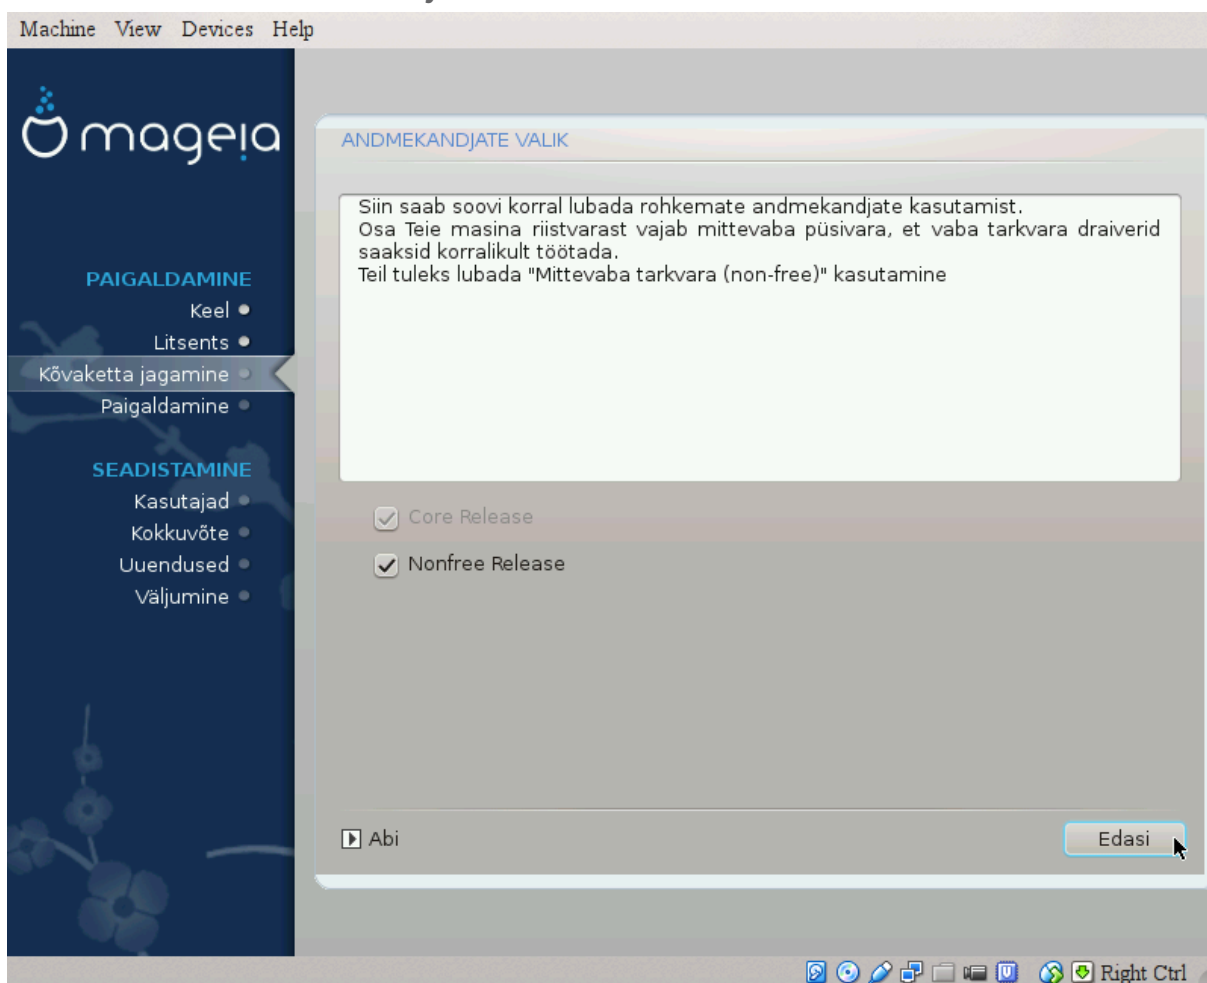 Machine View Devices Help
mageia
ANDMEKANDJATE VALIK
Siin saab soovi korral lubada rohkemate andmekandjate kasutamist.
Osa Teie masina riistvarast vajab mittevaba püsivara, et vaba tarkvara draiverid
saaksid korralikult töötada.
Teil tuleks lubada "Mittevaba tarkvara (non-free)" kasutamine
PAIGALDAMINE
Keel
Litsents
Kõvaketta jagamine
Paigaldamine
SEADISTAMINE
Kasutajad
Kokkuvõte
Uuendused
Väljumine
Core Release
Nonfree Release
Abi
Edasi
Right Ctrl